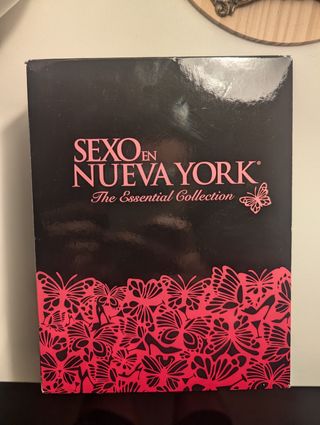 SEXO EN
NUEVA YORK®
The Essential Collection